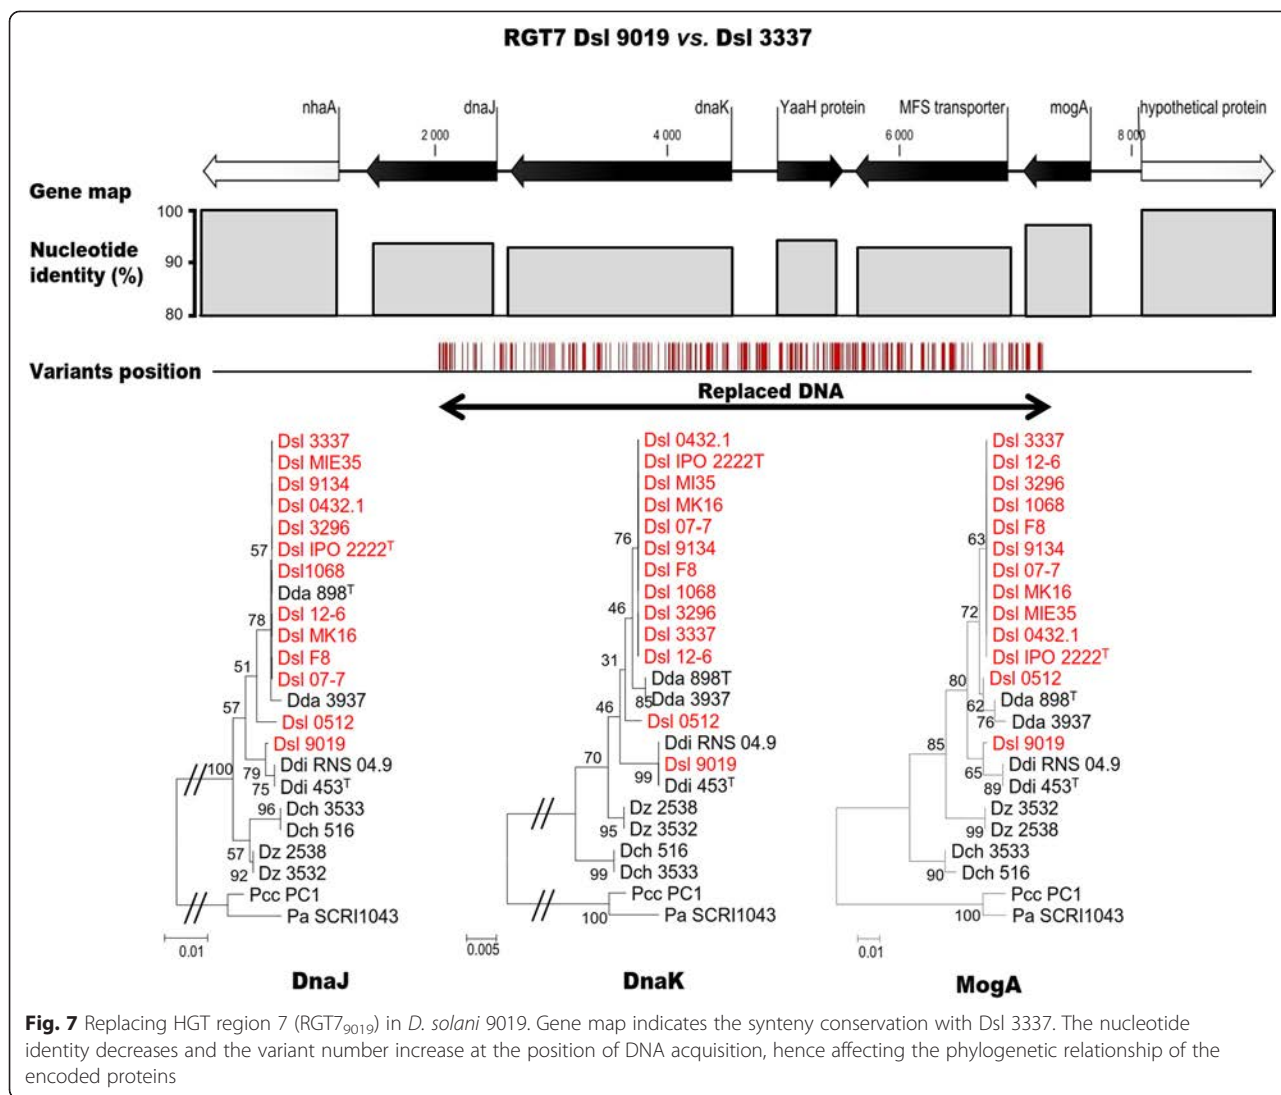 RGT7 Dsl 9019 vs. Dsl 3337
nhaA dnaJ dnaK YaaH protein MFS transporter mogA hypothetical protein
2 000 4 000 6 000 8 000
Gene map
100
Nucleotide
identity (%)
90
80
Variants position
Replaced DNA
Dsl 3337
Dsl MIE35
Dsl 9134
Dsl 0432.1
Dsl 3296
57
Dsl IPO 2222T
Dsl1068
Dda 898T
78
Dsl 12-6
Dsl MK16
Dsl F8
51
Dsl 07-7
Dda 3937
57
Dsl 0512
Dsl 9019
100
79
Ddi RNS 04.9
75
Ddi 453T
96
Dch 3533
Dch 516
57
Dz 2538
92
Dz 3532
Pcc PC1
Pa SCRI1043
0.01
DnaJ
Dsl 0432.1
Dsl IPO 2222T
Dsl MI35
Dsl MK16
Dsl 07-7
76
Dsl 9134
Dsl F8
Dsl 1068
46
Dsl 3296
Dsl 3337
31
Dsl 12-6
Dda 898T
85
Dda 3937
46
Dsl 0512
Ddi RNS 04.9
70
Dsl 9019
99
Ddi 453T
Dz 2538
95
Dz 3532
Dch 516
99
Dch 3533
Pcc PC1
100
Pa SCRI1043
0.005
DnaK
Dsl 3337
Dsl 12-6
Dsl 3296
Dsl 1068
Dsl F8
63
Dsl 9134
Dsl 07-7
Dsl MK16
72
Dsl MIE35
Dsl 0432.1
Dsl IPO 2222T
80
Dsl 0512
62
Dda 898T
76
Dda 3937
85
Dsl 9019
65
Ddi RNS 04.9
89
Ddi 453T
Dz 3532
99
Dz 2538
Dch 3533
90
Dch 516
Pcc PC1
100
Pa SCRI1043
0.01
MogA
Fig. 7 Replacing HGT region 7 (RGT79019) in D. solani 9019. Gene map indicates the synteny conservation with Dsl 3337. The nucleotide
identity decreases and the variant number increase at the position of DNA acquisition, hence affecting the phylogenetic relationship of the
encoded proteins